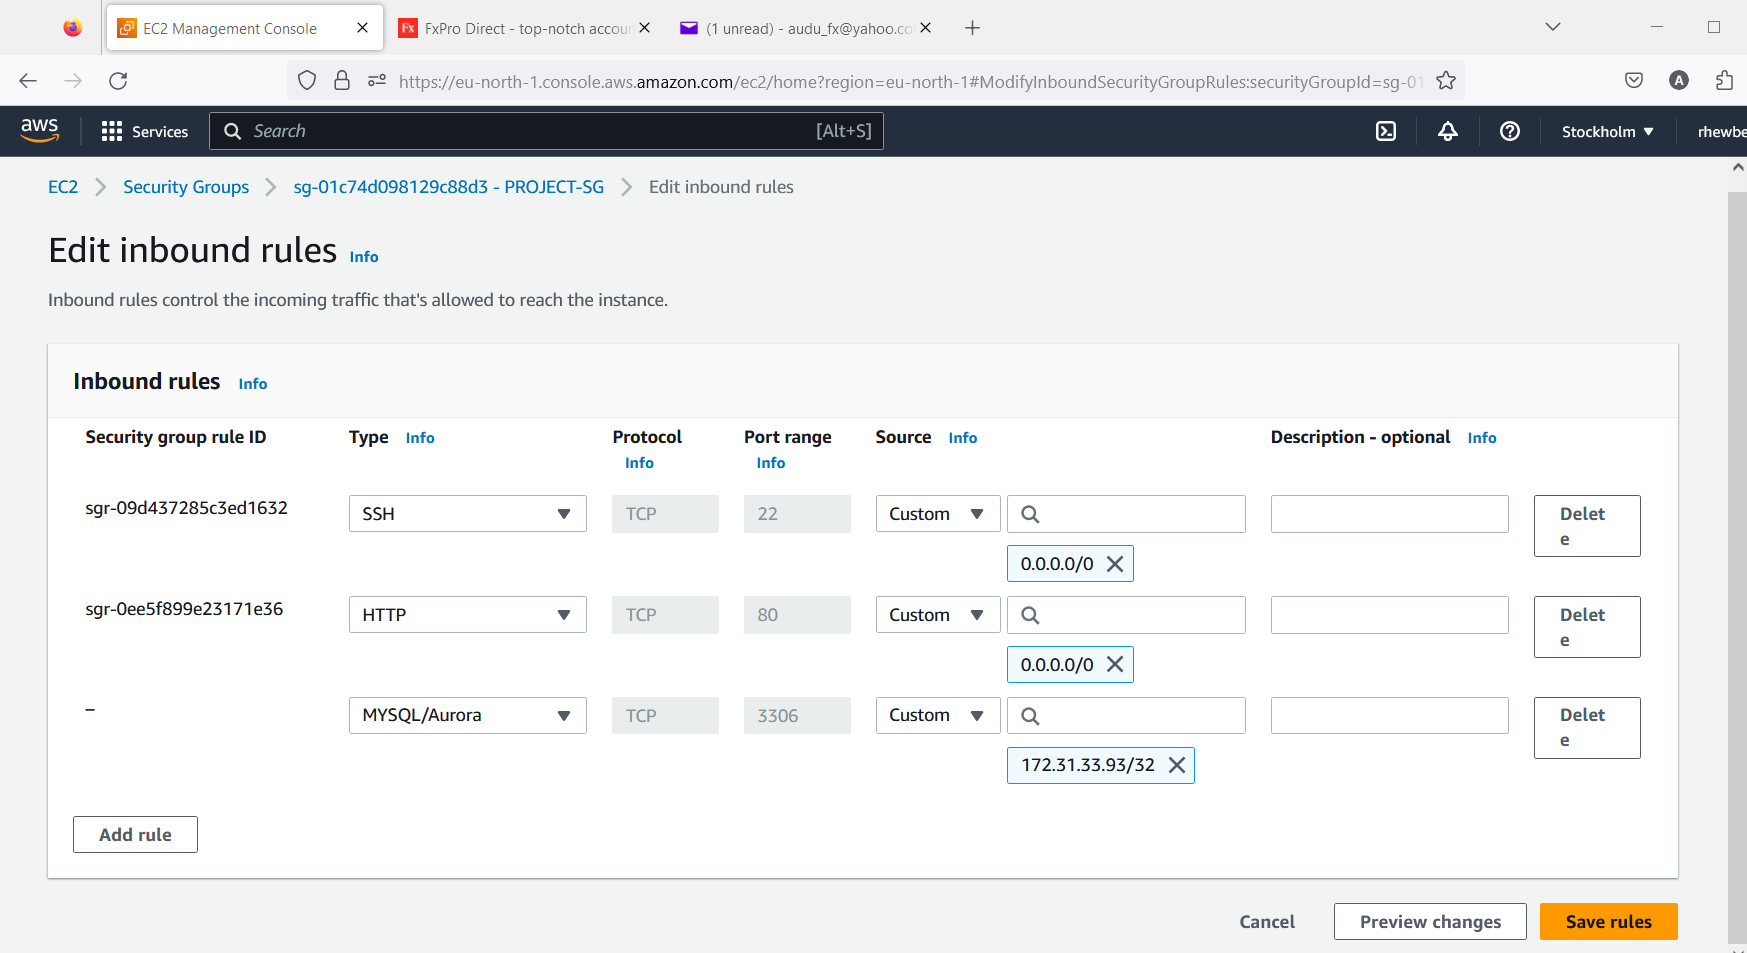 EC2 Management Console
FxPro Direct - top-notch accou
(1 unread) - audu_fx@yahoo.co
https://eu-north-1.console.aws.amazon.com/ec2/home?region=eu-north-1#ModifyInboundSecurityGroupRules:securityGroupId=sg-01
A
aws
Services
Search
[Alt+S]
Stockholm
rhewbe
EC2
Security Groups
sg-01c74d098129c88d3 - PROJECT-SG
Edit inbound rules
Edit inbound rules Info
Inbound rules control the incoming traffic that's allowed to reach the instance.
Inbound rules Info
Security group rule ID
Type Info
Protocol
Info
Port range
Info
Source Info
Description - optional Info
sgr-09d437285c3ed1632
SSH
TCP
22
Custom
0.0.0.0/0
Delet
e
sgr-0ee5f899e23171e36
HTTP
TCP
80
Custom
0.0.0.0/0
Delet
e
–
MYSQL/Aurora
TCP
3306
Custom
172.31.33.93/32
Delet
e
Add rule
Cancel
Preview changes
Save rules